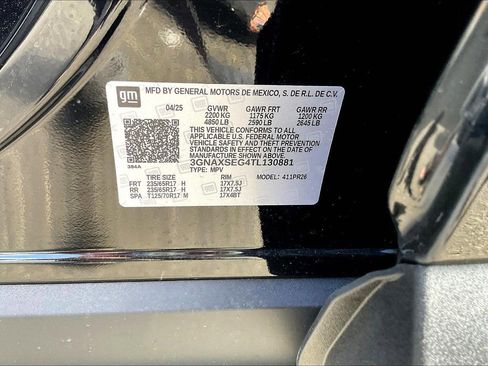 gm
MFD BY GENERAL MOTORS DE MEXICO, S. DE R.L. DE C.V.
04/25 GVWR GAWR FRT GAWR RR
2200 KG 1175 KG 1200 KG
4850 LB 2590 LB 2645 LB
THIS VEHICLE CONFORMS TO ALL
APPLICABLE U.S. FEDERAL MOTOR
VEHICLE SAFETY AND THEFT
PREVENTION STANDARDS IN EFFECT
ON THE DATE OF MANUFACTURE
SHOWN ABOVE.
3GNAXSEG4TL130881
384A TYPE: MPV
TIRE SIZE RIM MODEL: 411PR26
FRT 235/65R17 H 17X7.5J
RR 235/65R17 H 17X7.5J
SPA T125/70R17 M 17X4BT